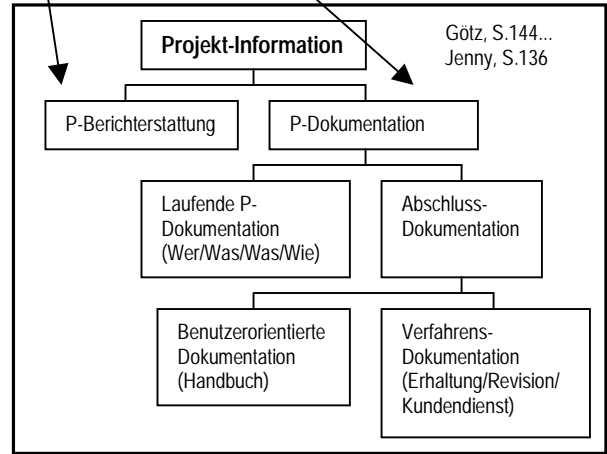 Projekt-Information
Götz, S.144...
Jenny, S.136
P-Berichterstattung
P-Dokumentation
Laufende P-
Dokumentation
(Wer/Was/Was/Wie)
Abschluss-
Dokumentation
Benutzerorientierte
Dokumentation
(Handbuch)
Verfahrens-
Dokumentation
(Erhaltung/Revision/
Kundendienst)